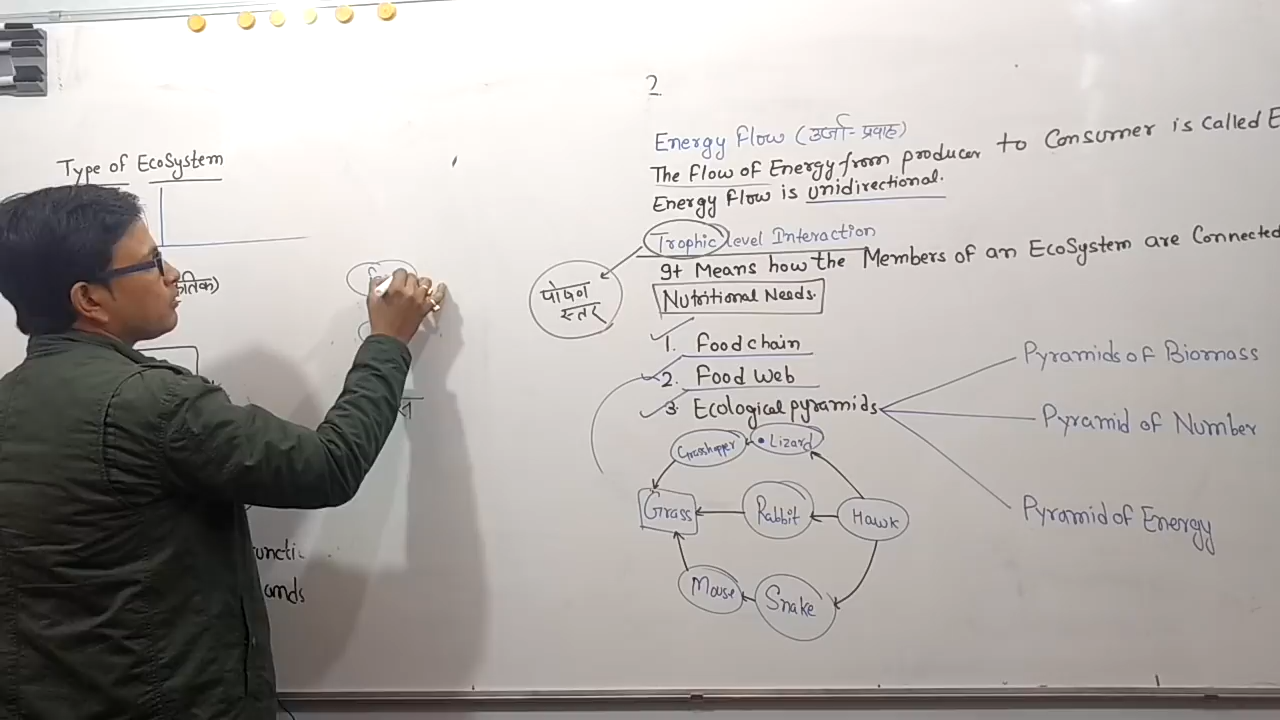 Type of EcoSystem
2
Energy flow (उर्जा-प्रवाह)
The flow of Energy from producer to Consumer is called E
Energy flow is unidirectional.
Trophic level Interaction
It Means how the Members of an EcoSystem are Connected
Nutritional Needs.
पोषण
स्तर
1. Food chain
2. Food Web
3. Ecological pyramids
Pyramids of Biomass
Pyramid of Number
Pyramid of Energy
Grasshopper
Lizard
Grass
Rabbit
Hawk
Mouse
Snake
functi
ands